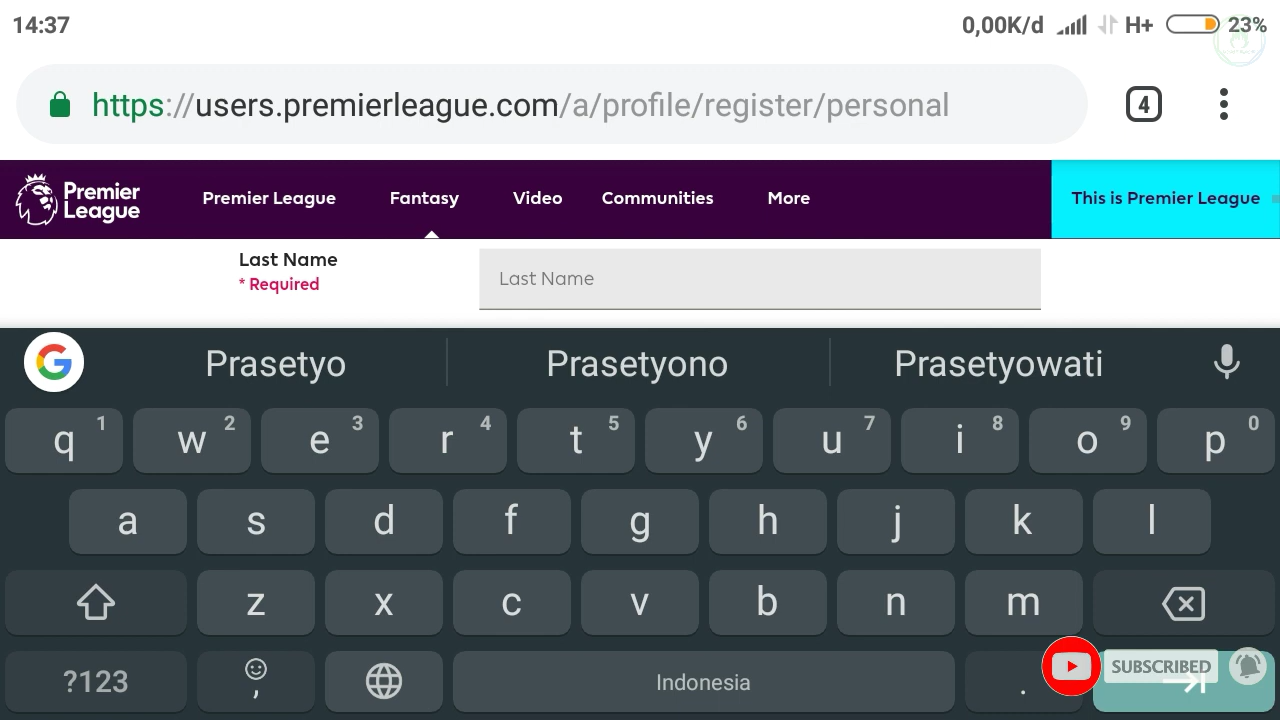 14:37 0,00K/d H+ 23%
https://users.premierleague.com/a/profile/register/personal 4
Premier League
Premier League Fantasy Video Communities More This is Premier League
Last Name
* Required
Last Name
Prasetyo Prasetyono Prasetyowati
q 1 w 2 e 3 r 4 t 5 y 6 u 7 i 8 o 9 p 0
a s d f g h j k l
z x c v b n m
?123 , Indonesia . SUBSCRIBED